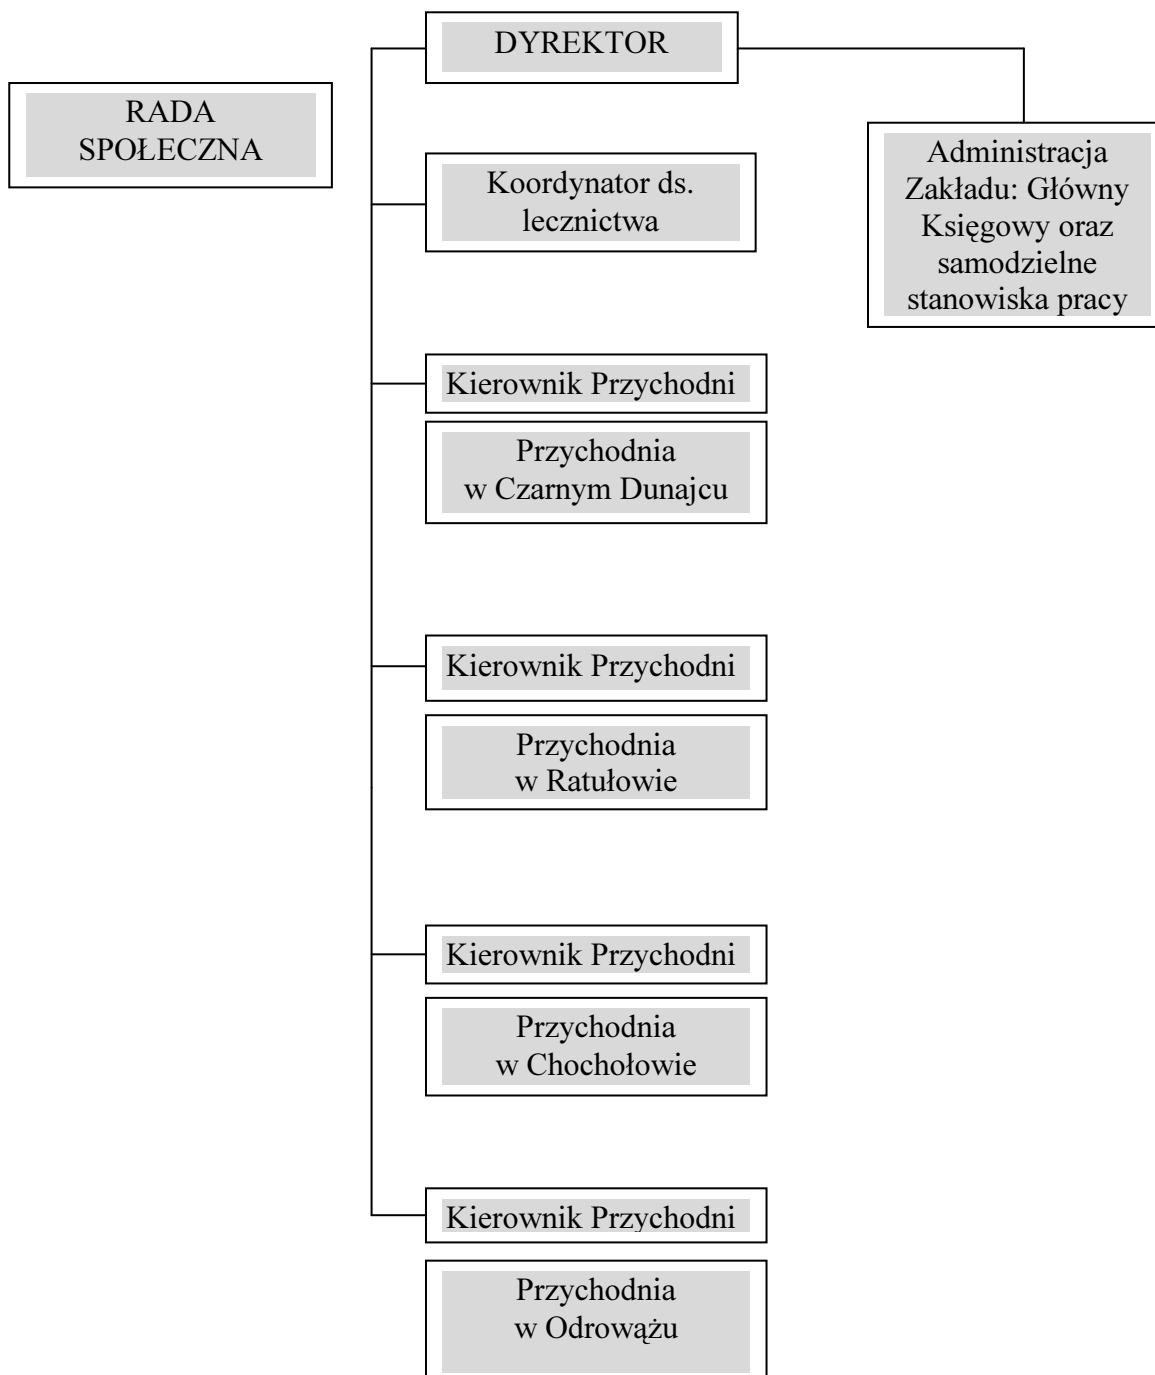 DYREKTOR
RADA
SPOŁECZNA
Administracja
Zakładu: Główny
Księgowy oraz
samodzielne
stanowiska pracy
Koordynator ds.
lecznictwa
Kierownik Przychodni
Przychodnia
w Czarnym Dunajcu
Kierownik Przychodni
Przychodnia
w Ratułowie
Kierownik Przychodni
Przychodnia
w Chochołowie
Kierownik Przychodni
Przychodnia
w Odrowążu